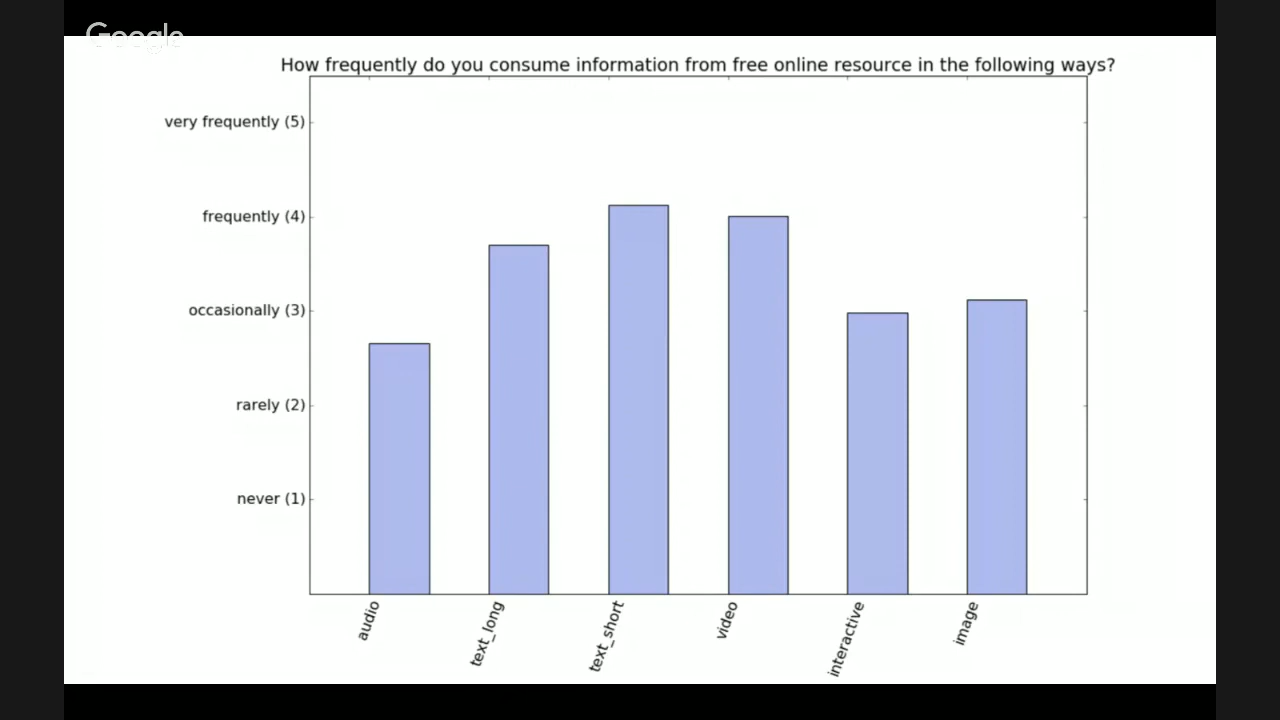 Google
How frequently do you consume information from free online resource in the following ways?
very frequently (5)
frequently (4)
occasionally (3)
rarely (2)
never (1)
audio
text_long
text_short
video
interactive
image